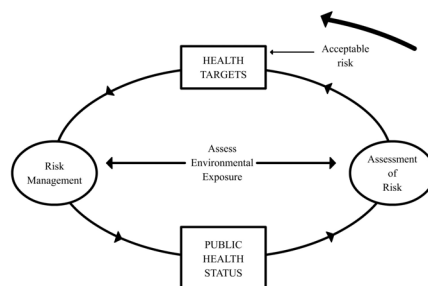 HEALTH
TARGETS
Acceptable
risk
Assess
Environmental
Exposure
Risk
Management
Assessment
of
Risk
PUBLIC
HEALTH
STATUS